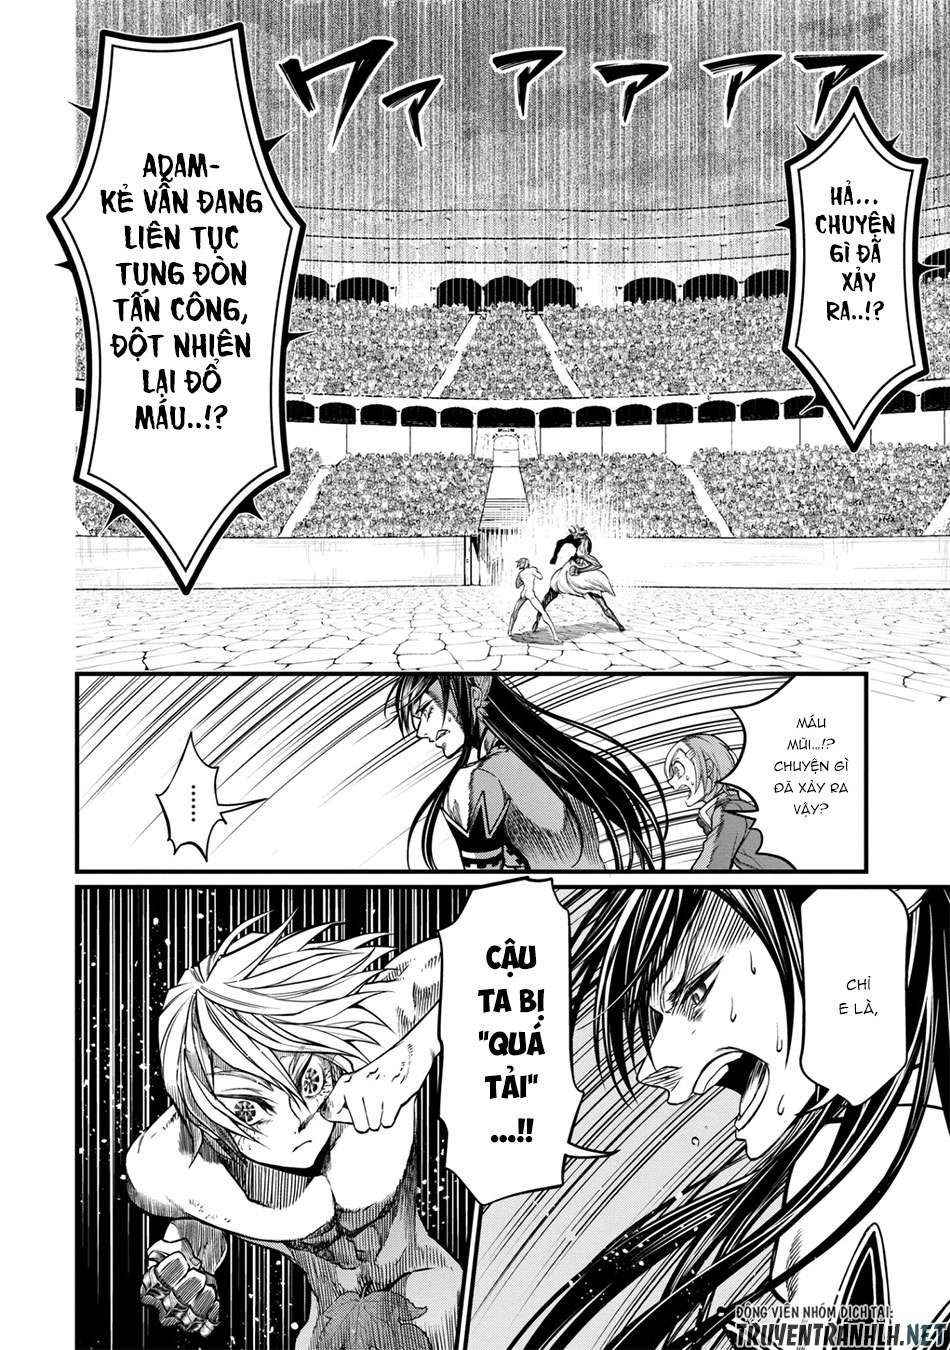 ワァァァァァ
HẢ...
CHUYỆN
GÌ ĐÃ
XẢY
RA..!?
ADAM-
KẺ VẪN ĐANG
LIÊN TỤC
TUNG ĐÒN
TẤN CÔNG,
ĐỘT NHIÊN
LẠI ĐỔ
MÁU..!?
MÁU
MŨI...!?
CHUYỆN GÌ
ĐÃ XẢY RA
VẬY?
......
CHỈ
E LÀ,
CẬU
TA BỊ
"QUÁ
TẢI"
...!!
ĐỘNG VIÊN NHÓM DỊCH TẠI:
TRUYENTRANHLH.NET